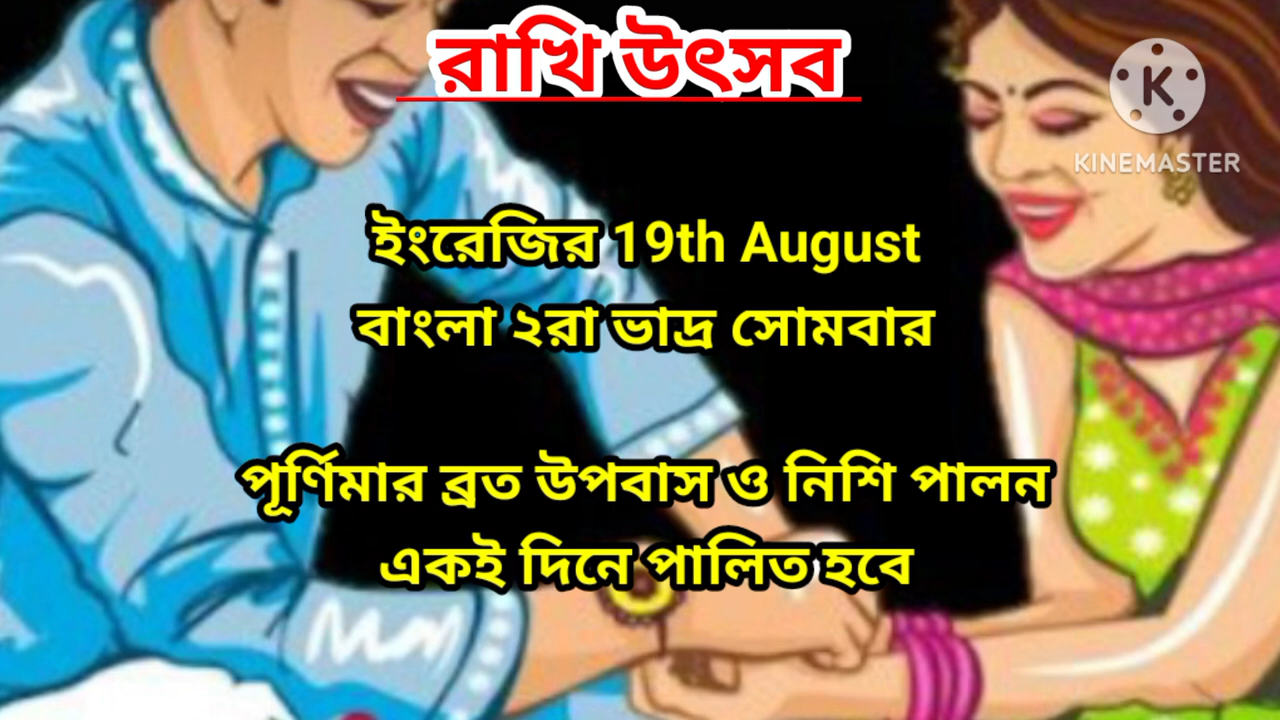 রাখি উৎসব
K
KINEMASTER
ইংরেজির 19th August
বাংলা ২রা ভাদ্র সোমবার
পূর্ণিমার ব্রত উপবাস ও নিশি পালন
একই দিনে পালিত হবে